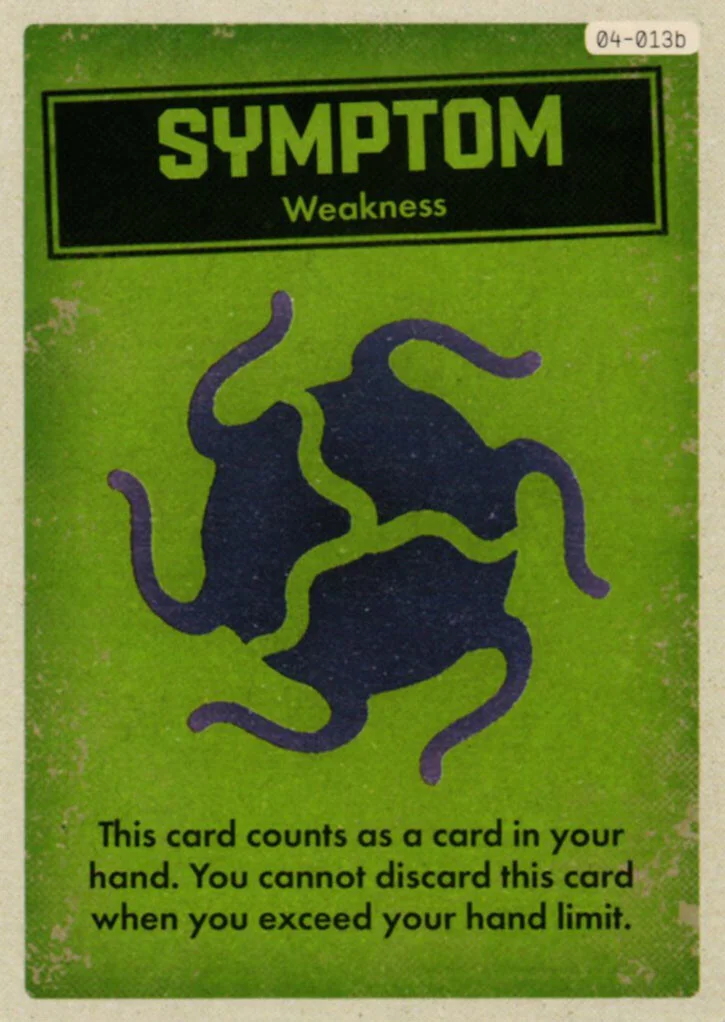 04-013b
SYMPTOM
Weakness
This card counts as a card in your
hand. You cannot discard this card
when you exceed your hand limit.